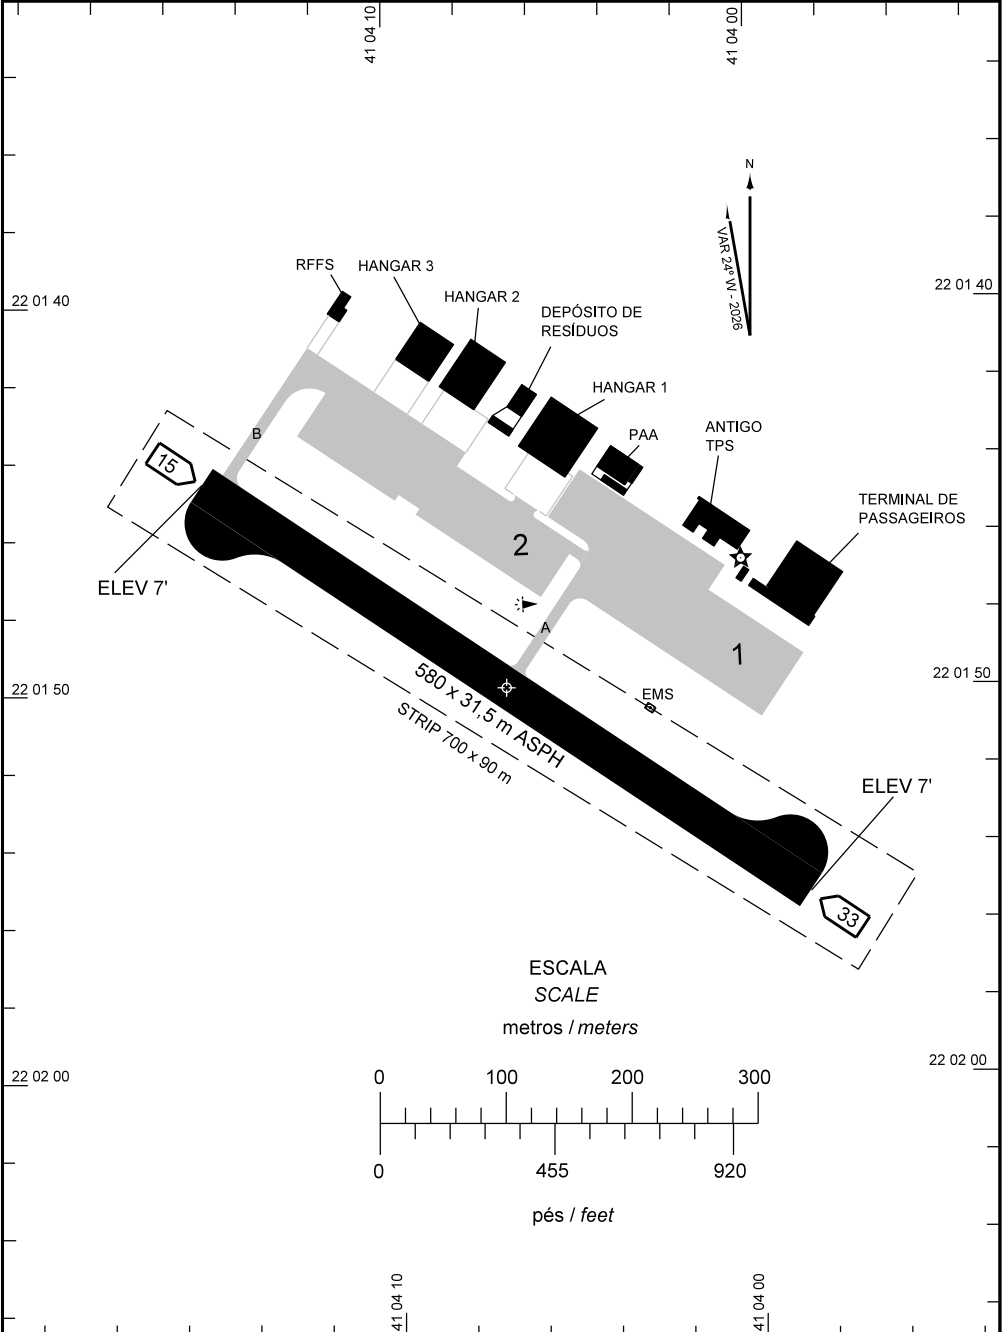 41 04 10
41 04 00
N
VAR 24º W - 2026
22 01 40
22 01 40
RFFS
HANGAR 3
HANGAR 2
DEPÓSITO DE
RESÍDUOS
HANGAR 1
PAA
ANTIGO
TPS
TERMINAL DE
PASSAGEIROS
B
15
2
ELEV 7'
A
1
22 01 50
22 01 50
EMS
580 x 31,5 m ASPH
STRIP 700 x 90 m
ELEV 7'
33
ESCALA
SCALE
metros / meters
22 02 00
22 02 00
0 100 200 300
0 455 920
pés / feet
41 04 10
41 04 00